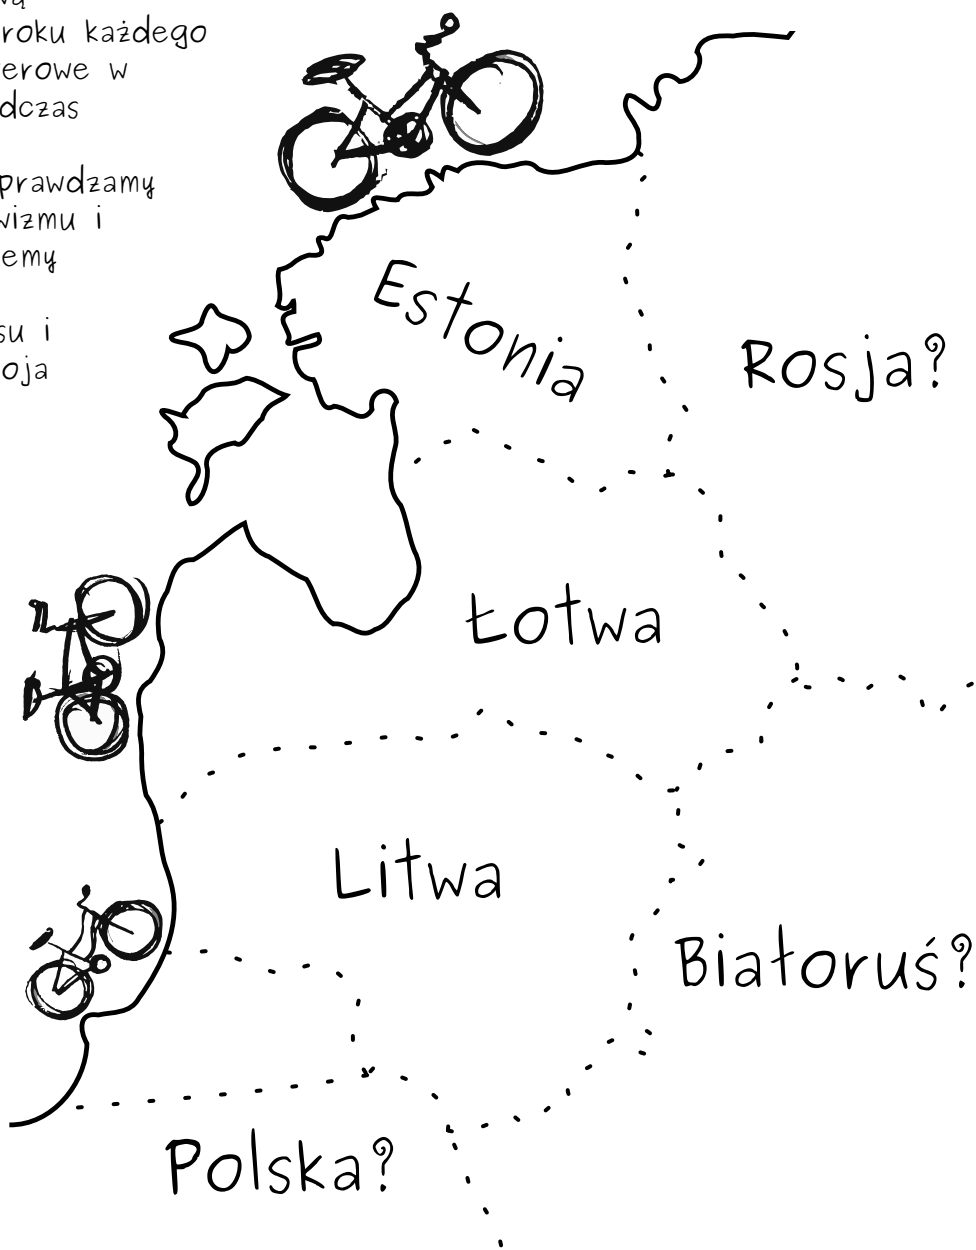 roku każdego
erowe w
dczas
prawdzamy
wizmu i
emy
su i
oja
Estonia
Rosja?
Łotwa
Litwa
Białoruś?
Polska?